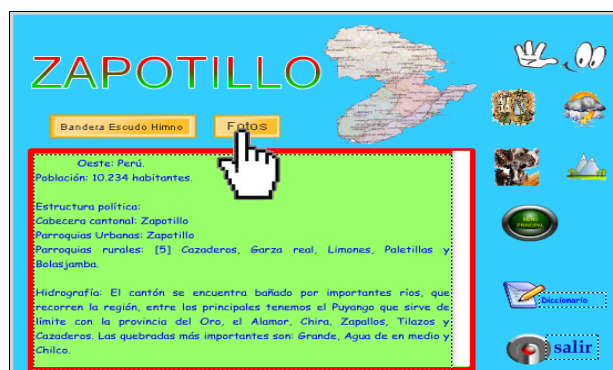 ZAPOTILLO
Bandera Escudo Himno
Fotos
Oeste: Perú.
Población: 10.234 habitantes.
Estructura política:
Cabecera cantonal: Zapotillo
Parroquias Urbanas: Zapotillo
Parroquias rurales: [5] Cazaderos, Garza real, Limones, Paletillas y
Bolasjamba.
Hidrografía: El cantón se encuentra bañado por importantes ríos, que
recorren la región, entre los principales tenemos el Puyango que sirve de
límite con la provincia del Oro, el Alamor, Chira, Zapallos, Tilazos y
Cazaderos. Las quebradas más importantes son: Grande, Agua de en medio y
Chilco.
MENÚ
PRINCIPAL
Diccionario
salir